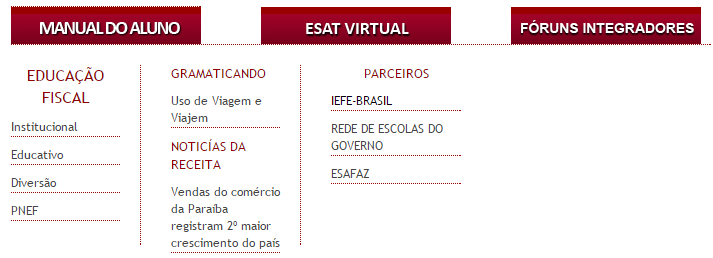 MANUAL DO ALUNO
ESAT VIRTUAL
FÓRUNS INTEGRADORES
EDUCAÇÃO
FISCAL
Institucional
Educativo
Diversão
PNEF
GRAMATICANDO
Uso de Viagem e
Viajem
NOTICÍAS DA
RECEITA
Vendas do comércio
da Paraíba
registram 2º maior
crescimento do país
PARCEIROS
IEFE-BRASIL
REDE DE ESCOLAS DO
GOVERNO
ESAFAZ